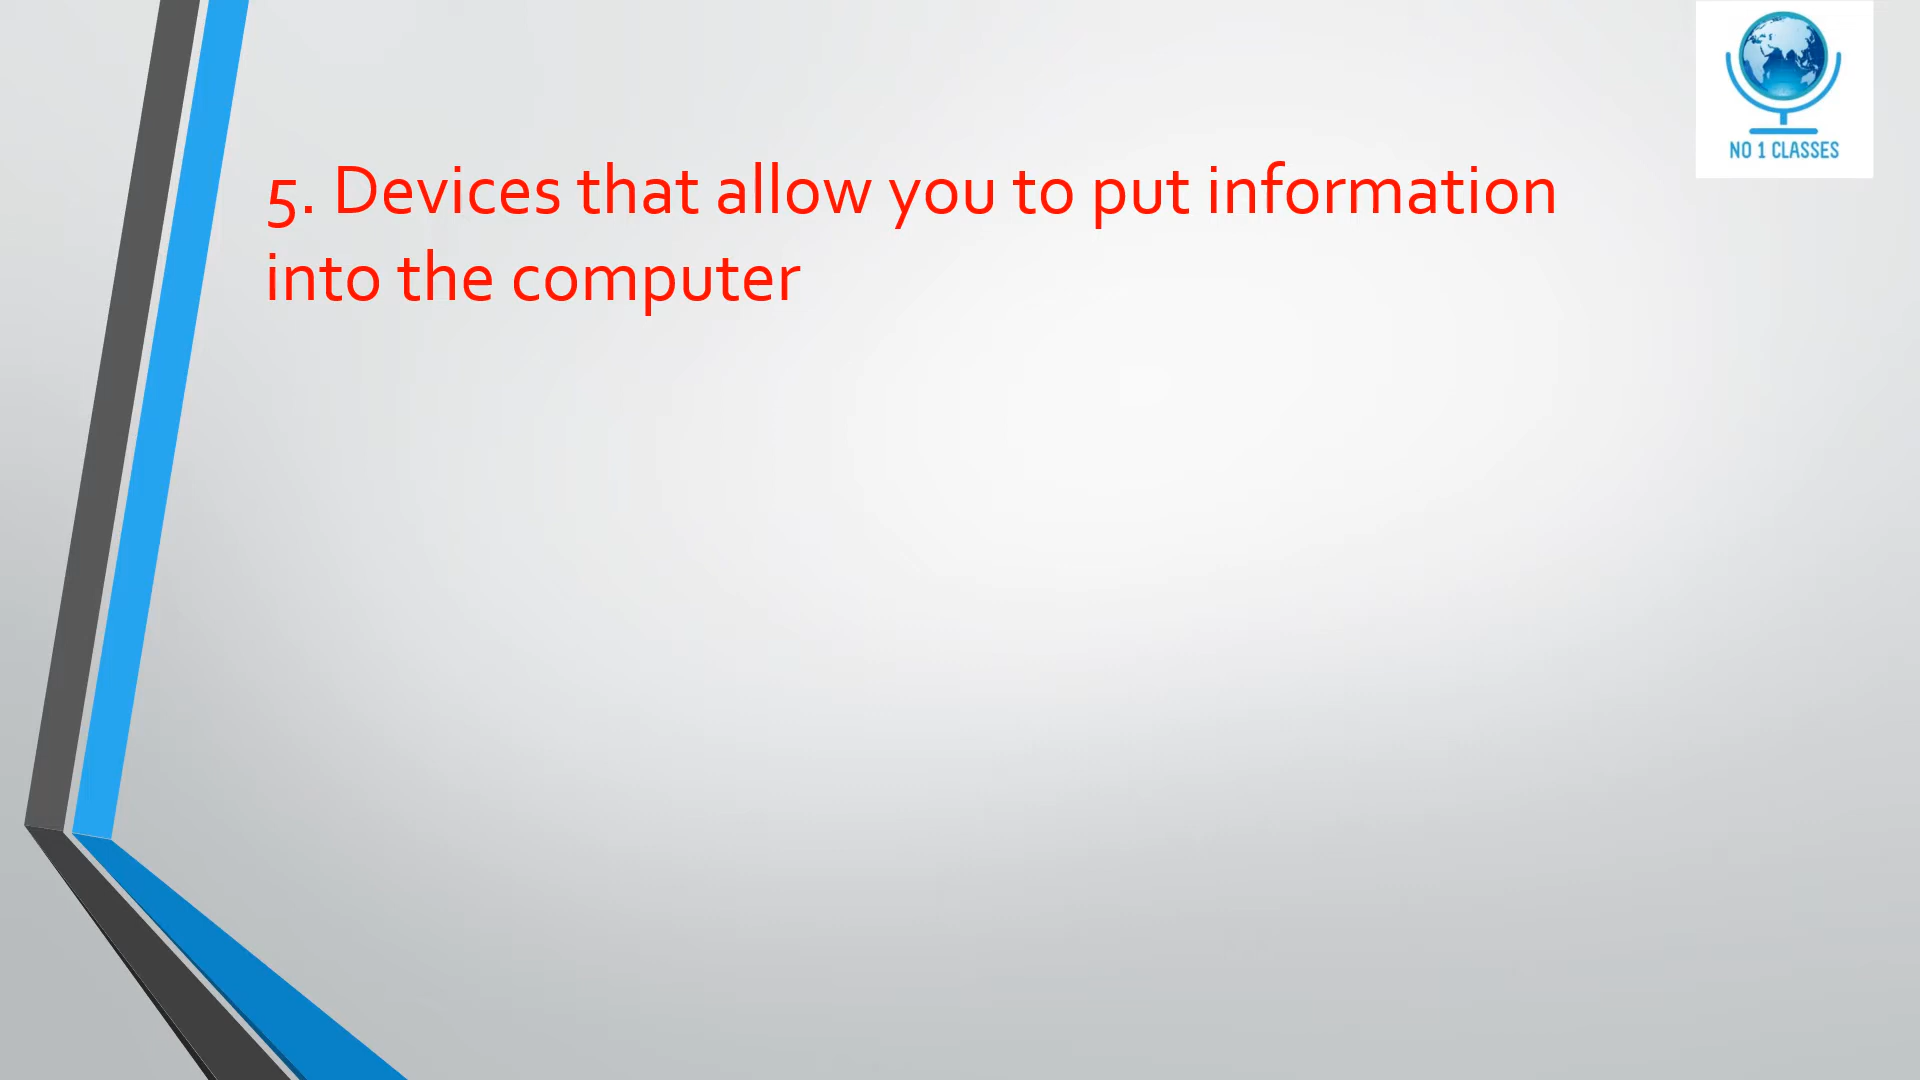 NO 1 CLASSES
5. Devices that allow you to put information
into the computer